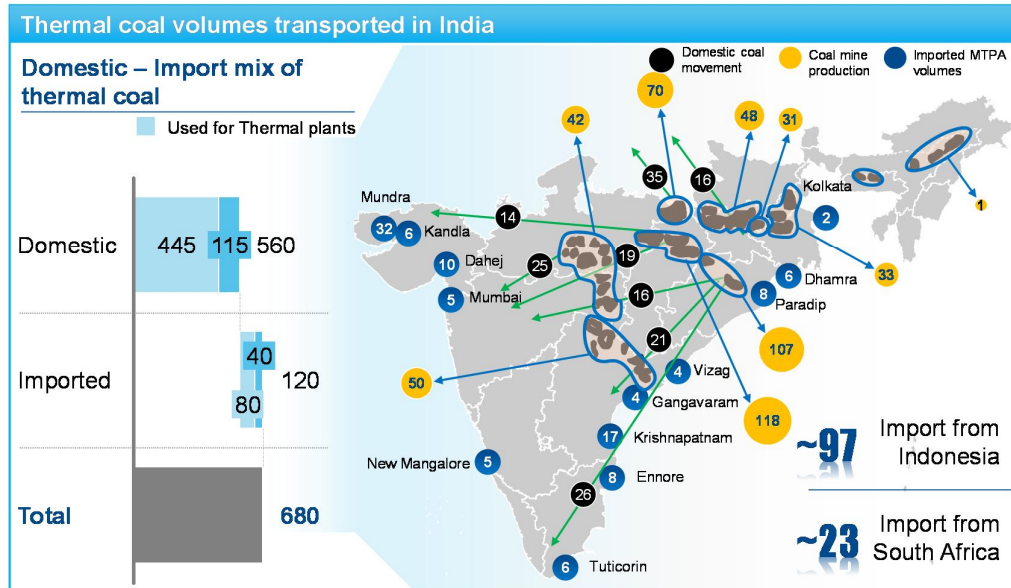 Thermal coal volumes transported in India
Domestic – Import mix of
thermal coal
Used for Thermal plants
Domestic
445
115
560
Imported
40
80
120
Total
680
Domestic coal
movement
Coal mine
production
Imported MTPA
volumes
70
42
48
31
35
16
Kolkata
2
1
Mundra
32
6
Kandla
14
10
Dahej
25
19
33
6
Dhamra
5
Mumbai
16
8
Paradip
21
107
50
4
Vizag
4
Gangavaram
118
17
Krishnapatnam
New Mangalore
5
8
Ennore
26
6
Tuticorin
~97
Import from
Indonesia
~23
Import from
South Africa